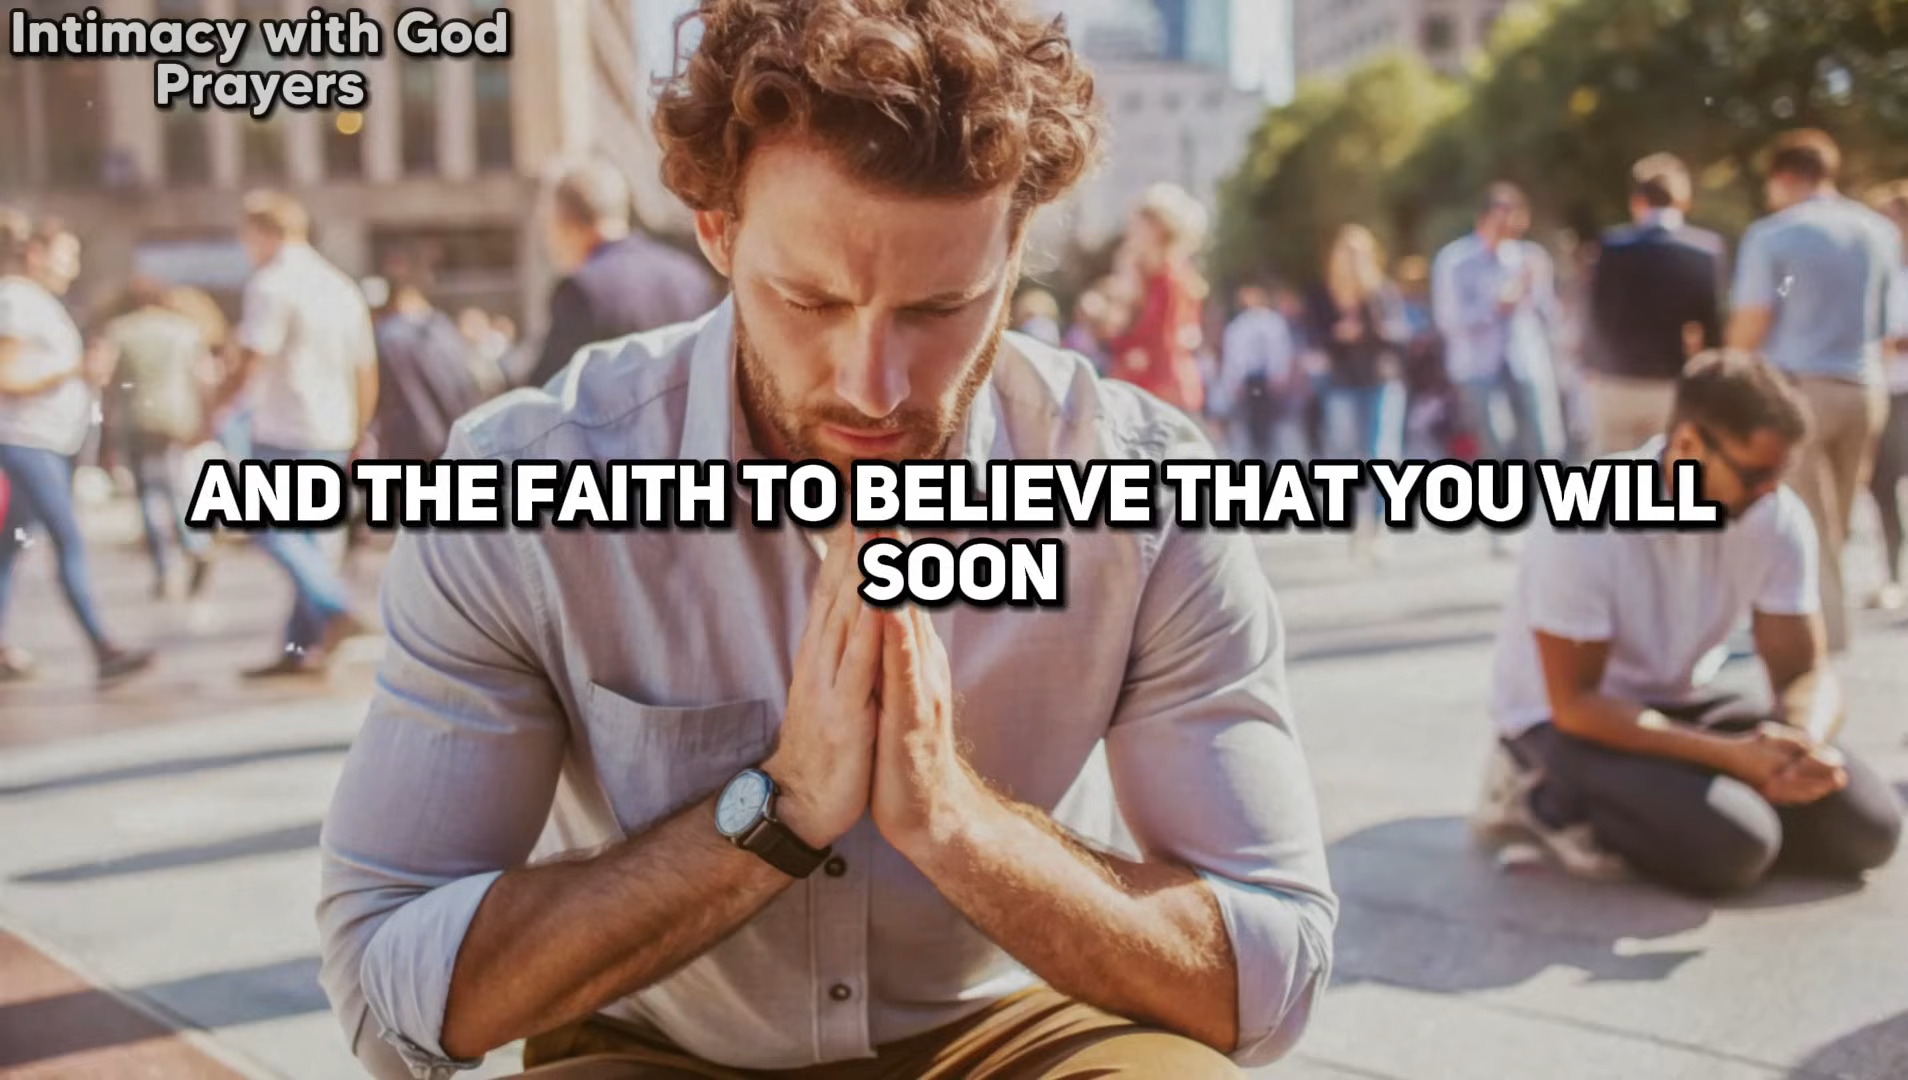 Intimacy with God
Prayers
AND THE FAITH TO BELIEVE THAT YOU WILL
SOON